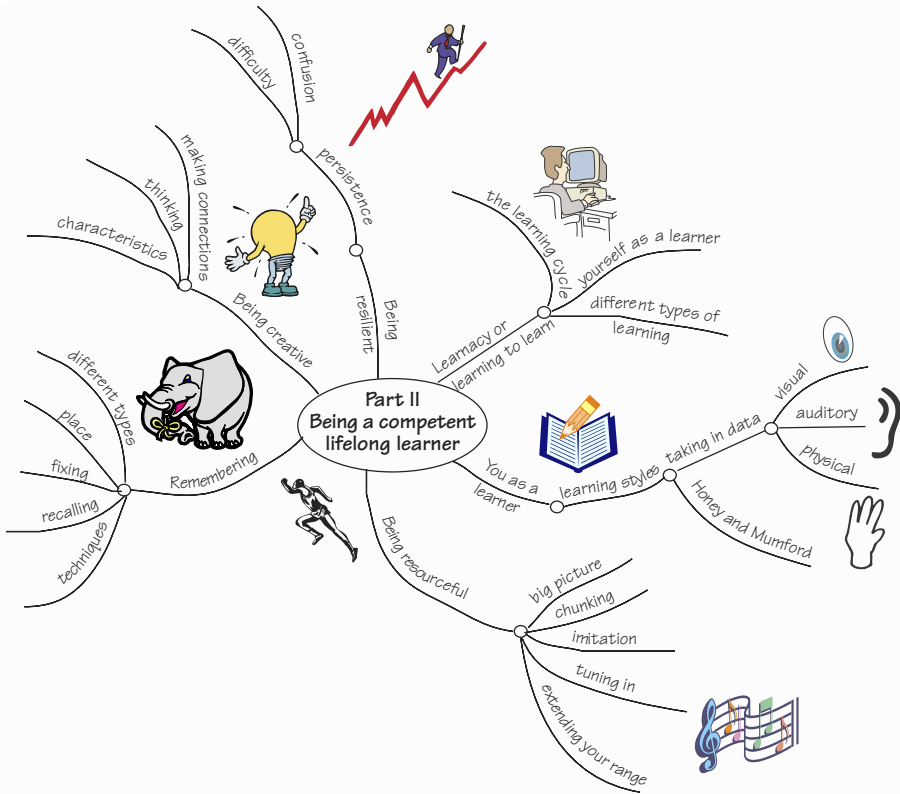 Part II
Being a competent
lifelong learner
Learnacy or
learning to learn
the learning cycle
yourself as a learner
different types of
learning
You as a
learner
learning styles
taking in data
visual
auditory
physical
Honey and Mumford
Being resourceful
big picture
chunking
imitation
tuning in
extending your range
Remembering
different types
place
fixing
recalling
techniques
Being creative
characteristics
thinking
making connections
Being
resilient
persistence
difficulty
confusion